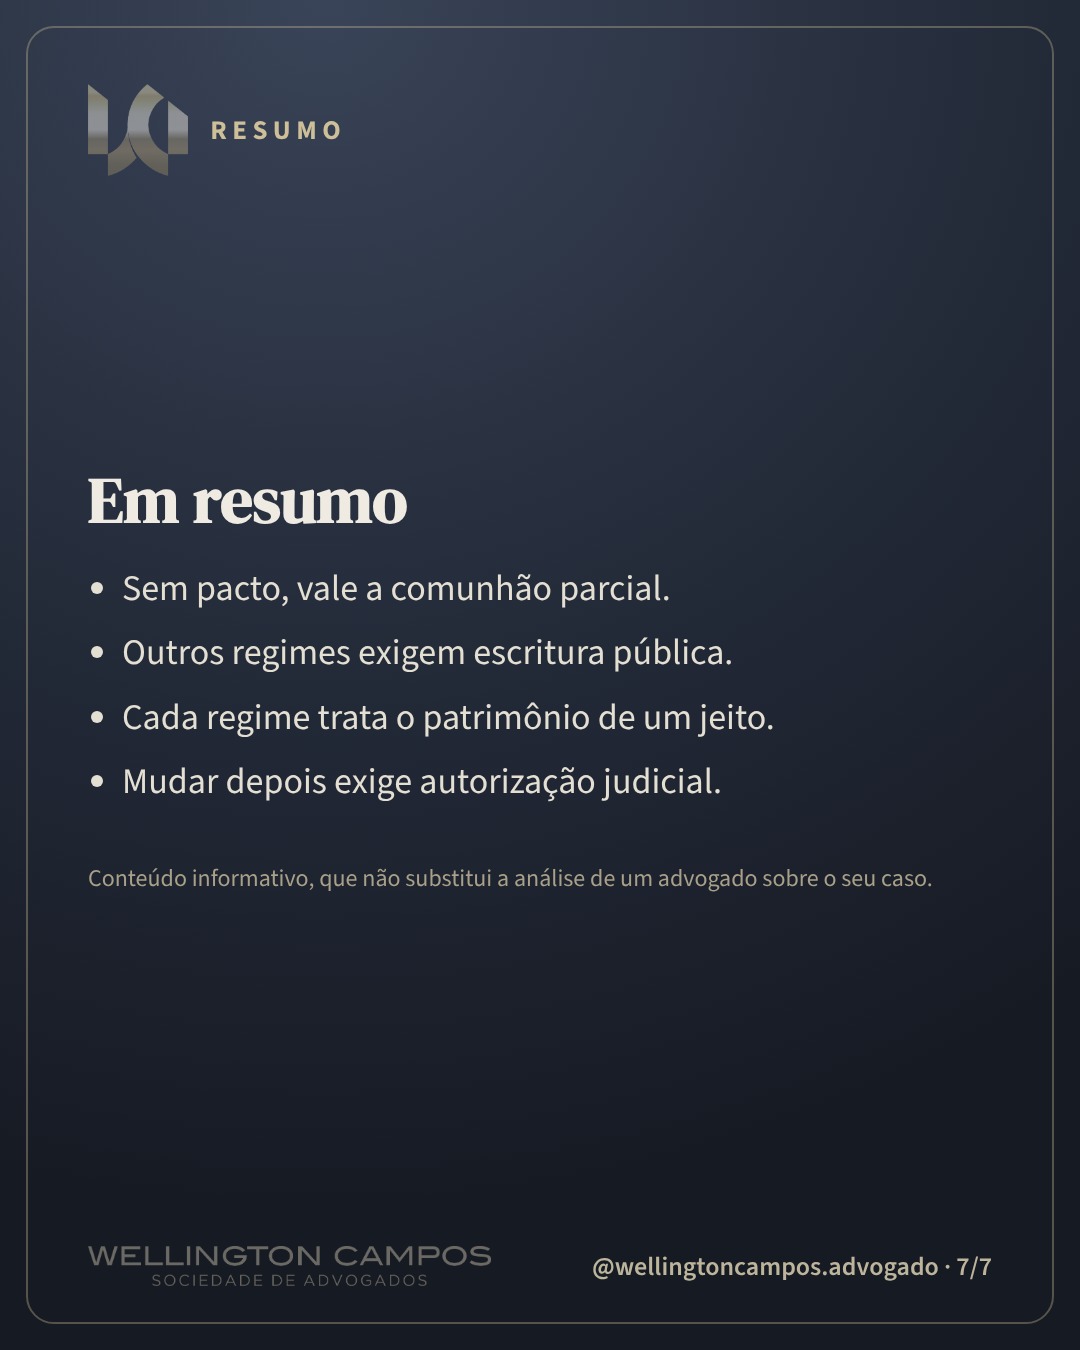 RESUMO
Em resumo
• Sem pacto, vale a comunhão parcial.
• Outros regimes exigem escritura pública.
• Cada regime trata o patrimônio de um jeito.
• Mudar depois exige autorização judicial.
Conteúdo informativo, que não substitui a análise de um advogado sobre o seu caso.
WELLINGTON CAMPOS
SOCIEDADE DE ADVOGADOS
@wellingtoncampos.advogado · 7/7